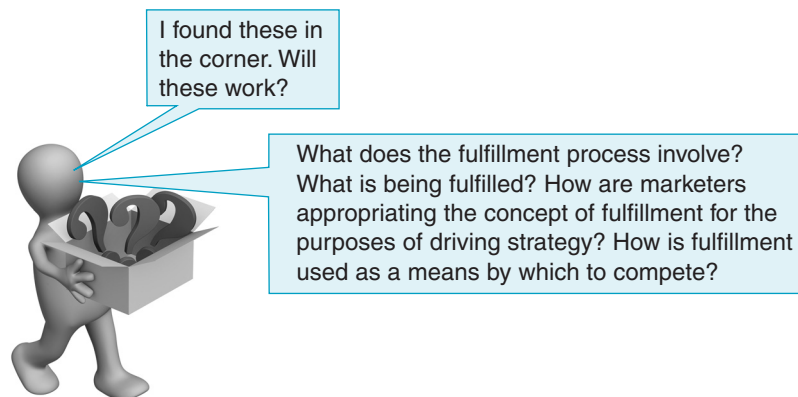 I found these in
the corner. Will
these work?
What does the fulfillment process involve?
What is being fulfilled? How are marketers
appropriating the concept of fulfillment for the
purposes of driving strategy? How is fulfillment
used as a means by which to compete?
???